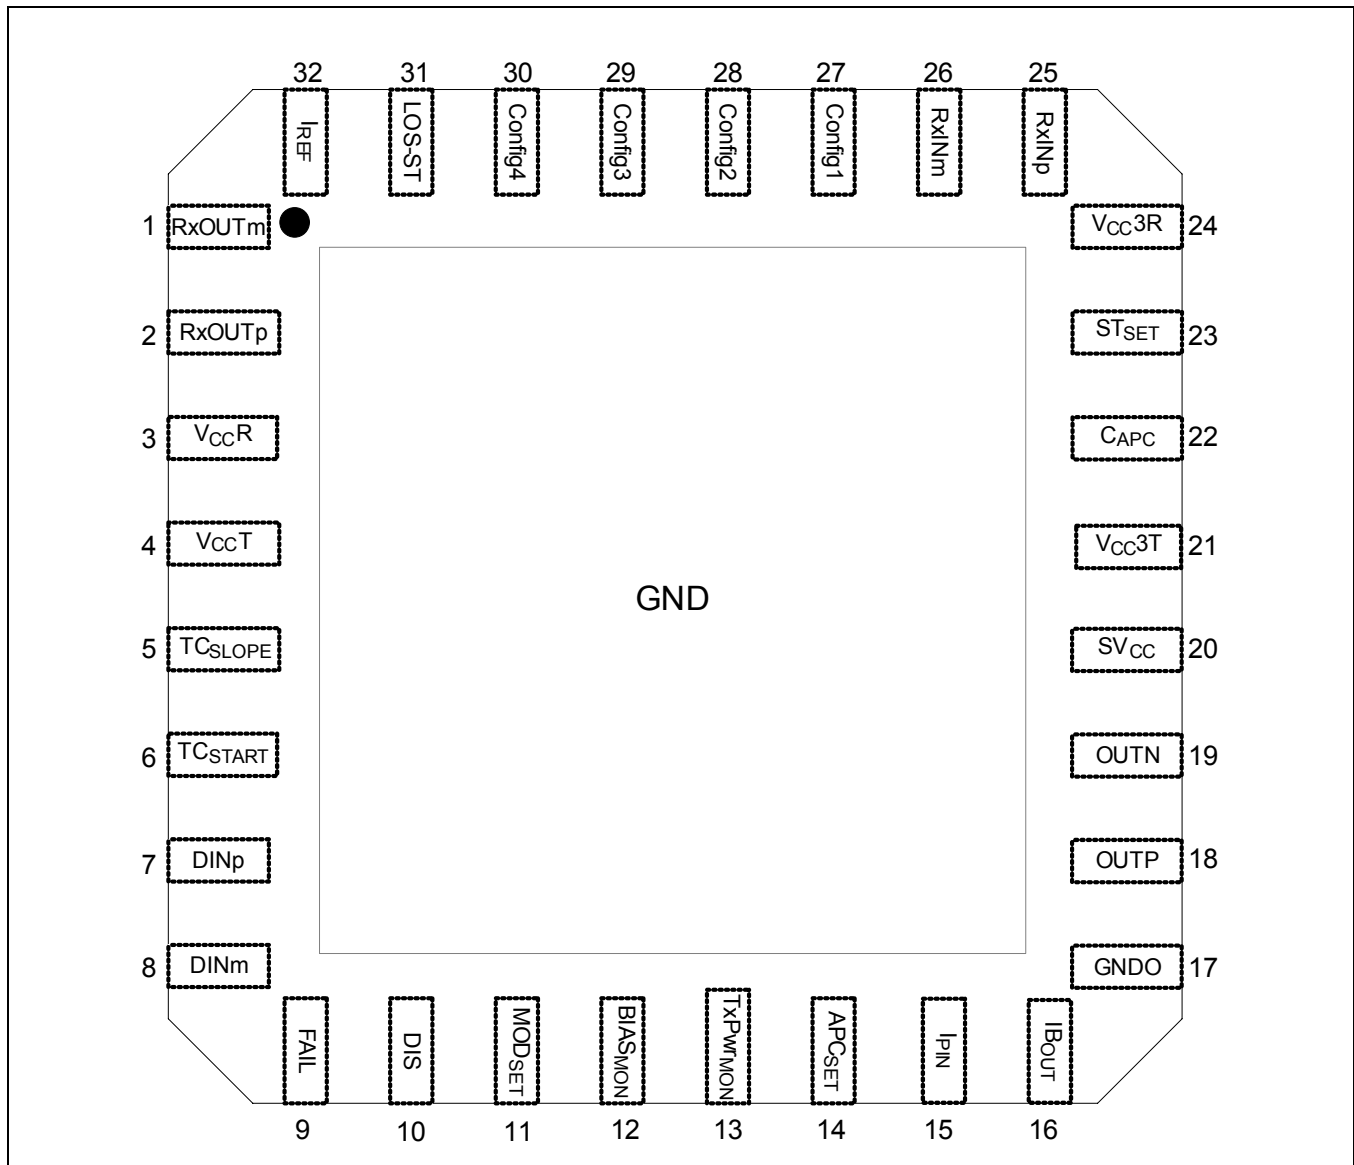 32 31 30 29 28 27 26 25
IREF LOS-ST Config4 Config3 Config2 Config1 RxINm RxINp
1 RxOUTm
VCC3R 24
2 RxOUTp
STSET 23
3 VCCR
CAPC 22
4 VCCT
VCC3T 21
GND
5 TCSLOPE
SVCC 20
6 TCSTART
OUTN 19
7 DINp
OUTP 18
8 DINm
GNDO 17
FAIL DIS MODSET BIASMON TxPwrMON APCSET IPIN IBOUT
9 10 11 12 13 14 15 16